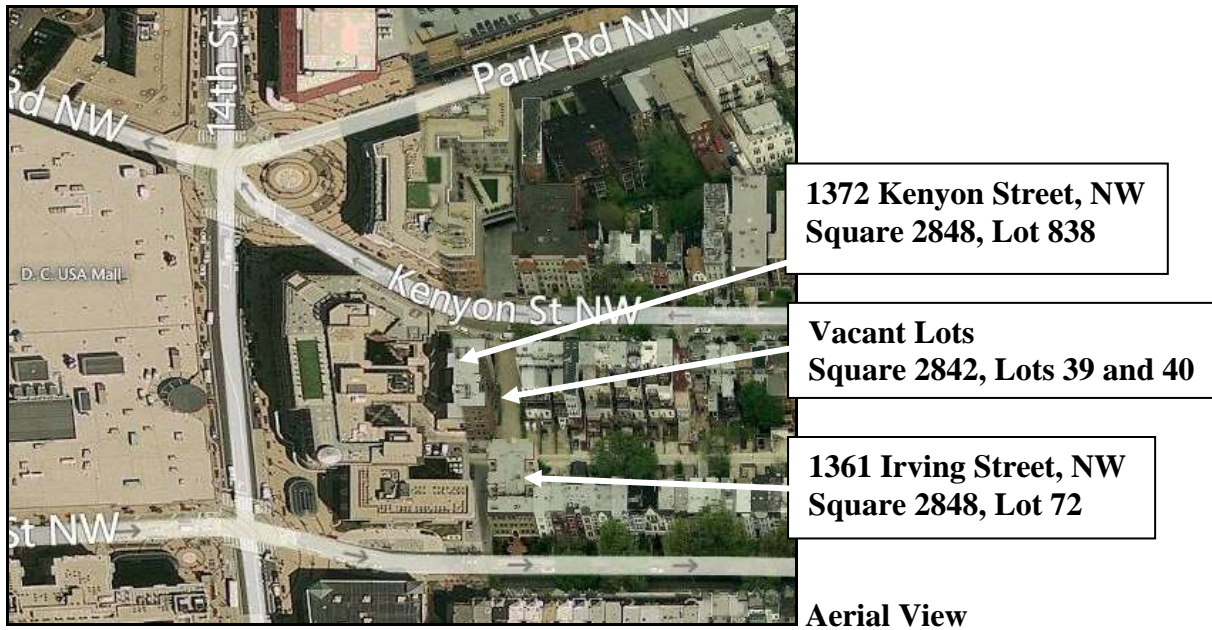 14th St
Park Rd NW
Rd NW
1372 Kenyon Street, NW
Square 2848, Lot 838
D. C. USA Mall
Kenyon St NW
Vacant Lots
Square 2842, Lots 39 and 40
1361 Irving Street, NW
Square 2848, Lot 72
St NW
Aerial View